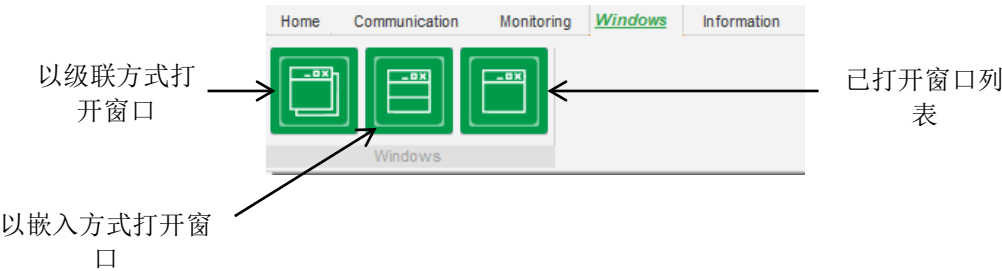 Home Communication Monitoring Windows Information
以级联方式打
开窗口
已打开窗口列
表
Windows
以嵌入方式打开窗
口